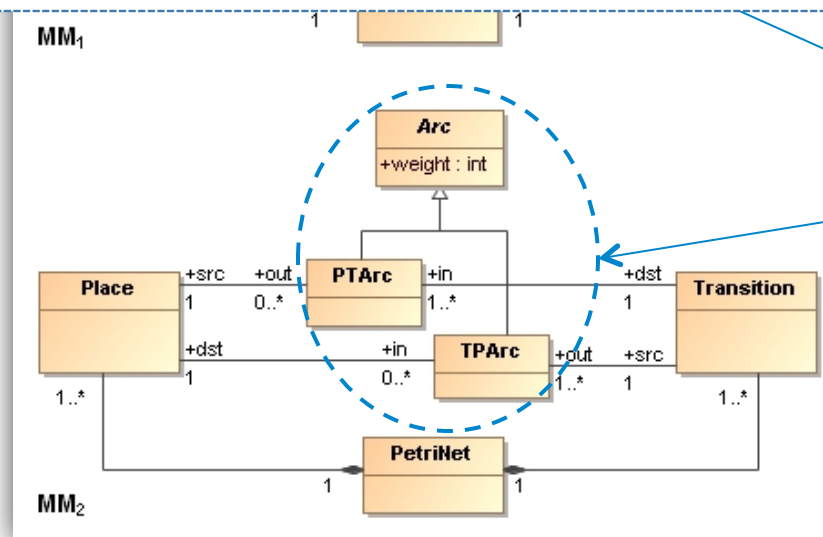 1 1
MM₁
Arc
+weight : int
+src +out PTArc +in +dst
Place 1 0..* 1..* 1 Transition
+dst +in TPArc +out +src
1 0..* 1..* 1
1..* 1..*
PetriNet
1 1
MM₂